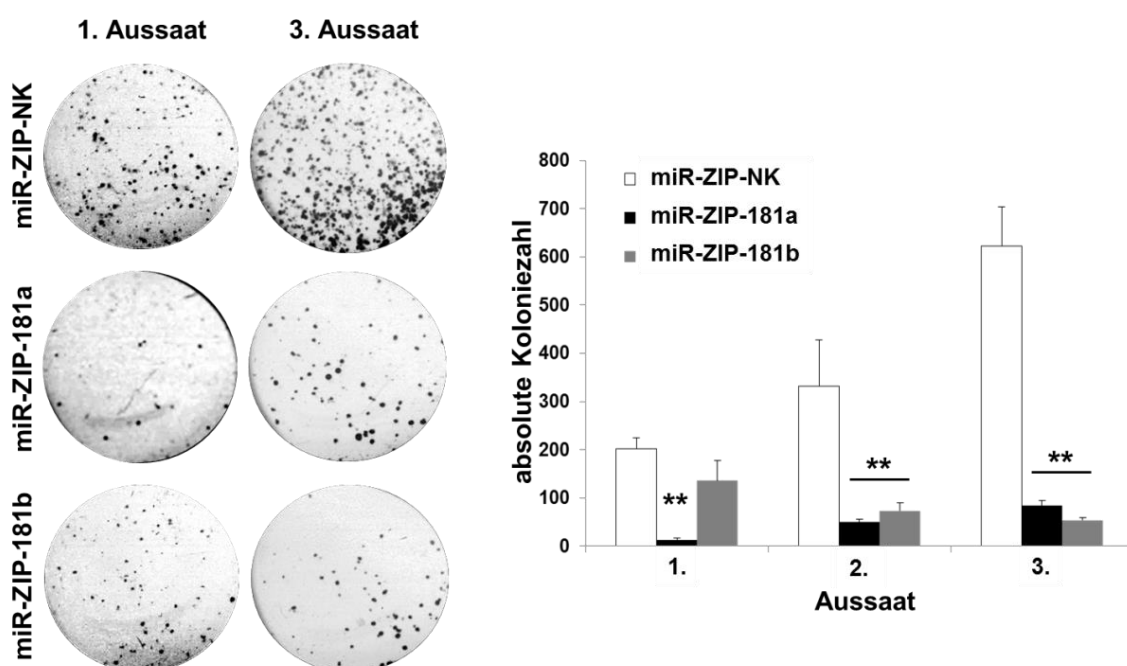 1. Aussaat 3. Aussaat
miR-ZIP-NK
miR-ZIP-181a
miR-ZIP-181b
absolute Koloniezahl
800
700
600
500
400
300
200
100
0
miR-ZIP-NK
miR-ZIP-181a
miR-ZIP-181b
**
**
**
1. 2. 3.
Aussaat